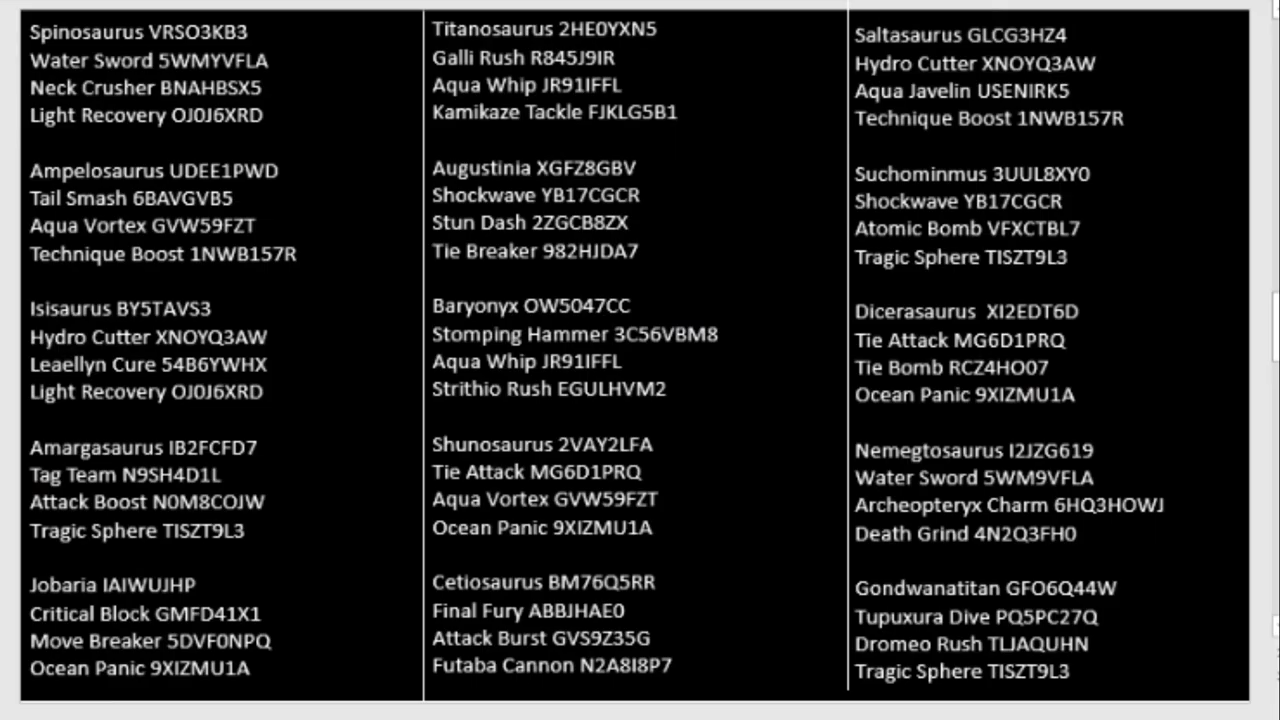 Spinosaurus VRSO3KB3
Water Sword 5WMYVFLA
Neck Crusher BNAHBSX5
Light Recovery OJ0J6XRD
Ampelosaurus UDEE1PWD
Tail Smash 6BAVGVB5
Aqua Vortex GVW59FZT
Technique Boost 1NWB157R
Isisaurus BY5TAVS3
Hydro Cutter XNOYQ3AW
Leaellyn Cure 54B6YWHX
Light Recovery OJ0J6XRD
Amargasaurus IB2FCFD7
Tag Team N9SH4D1L
Attack Boost N0M8COJW
Tragic Sphere TISZT9L3
Jobaria IAIWUJHP
Critical Block GMFD41X1
Move Breaker 5DVF0NPQ
Ocean Panic 9XIZMU1A
Titanosaurus 2HE0YXN5
Galli Rush R845J9IR
Aqua Whip JR91IFFL
Kamikaze Tackle FJKLG5B1
Augustinia XGFZ8GBV
Shockwave YB17CGCR
Stun Dash 2ZGCB8ZX
Tie Breaker 982HJDA7
Baryonyx OW5047CC
Stomping Hammer 3C56VBM8
Aqua Whip JR91IFFL
Strithio Rush EGULHVM2
Shunosaurus 2VAY2LFA
Tie Attack MG6D1PRQ
Aqua Vortex GVW59FZT
Ocean Panic 9XIZMU1A
Cetiosaurus BM76Q5RR
Final Fury ABBJHAE0
Attack Burst GVS9Z35G
Futaba Cannon N2A8I8P7
Saltasaurus GLCG3HZ4
Hydro Cutter XNOYQ3AW
Aqua Javelin USENIRK5
Technique Boost 1NWB157R
Suchominmus 3UUL8XY0
Shockwave YB17CGCR
Atomic Bomb VFXCTBL7
Tragic Sphere TISZT9L3
Dicerasaurus  XI2EDT6D
Tie Attack MG6D1PRQ
Tie Bomb RCZ4HO07
Ocean Panic 9XIZMU1A
Nemegtosaurus I2JZG619
Water Sword 5WM9VFLA
Archeopteryx Charm 6HQ3HOWJ
Death Grind 4N2Q3FH0
Gondwanatitan GFO6Q44W
Tupuxura Dive PQ5PC27Q
Dromeo Rush TLJAQUHN
Tragic Sphere TISZT9L3